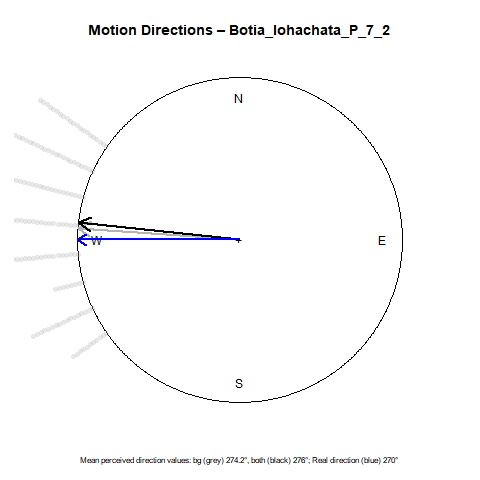 Motion Directions – Botia_lohachata_P_7_2
N
W
E
S
Mean perceived direction values: bg (grey) 274.2°, both (black) 276°; Real direction (blue) 270°